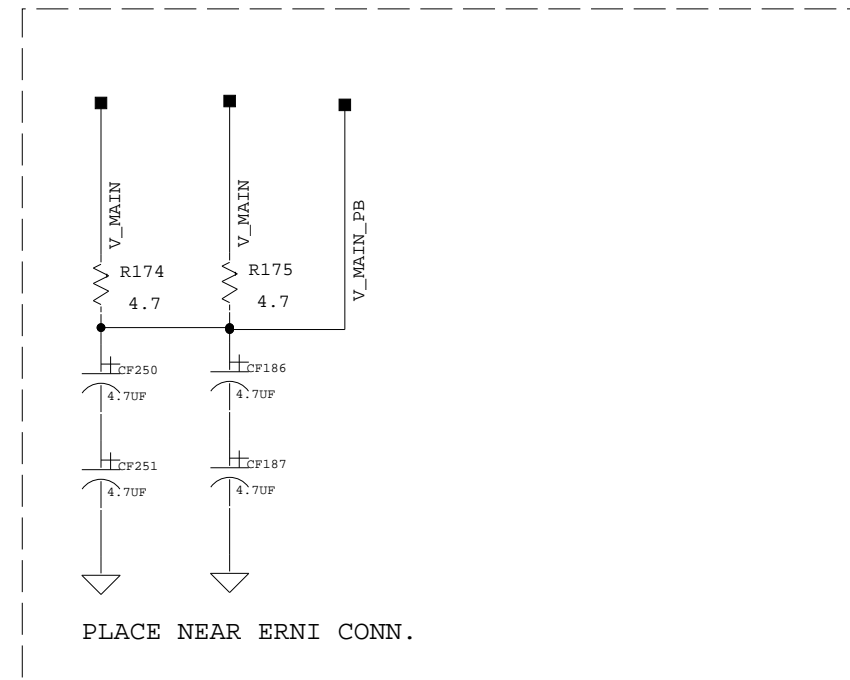 V_MAIN
V_MAIN
V_MAIN_PB
R174
4.7
R175
4.7
CF250
4.7UF
CF186
4.7UF
CF251
4.7UF
CF187
4.7UF
PLACE NEAR ERNI CONN.